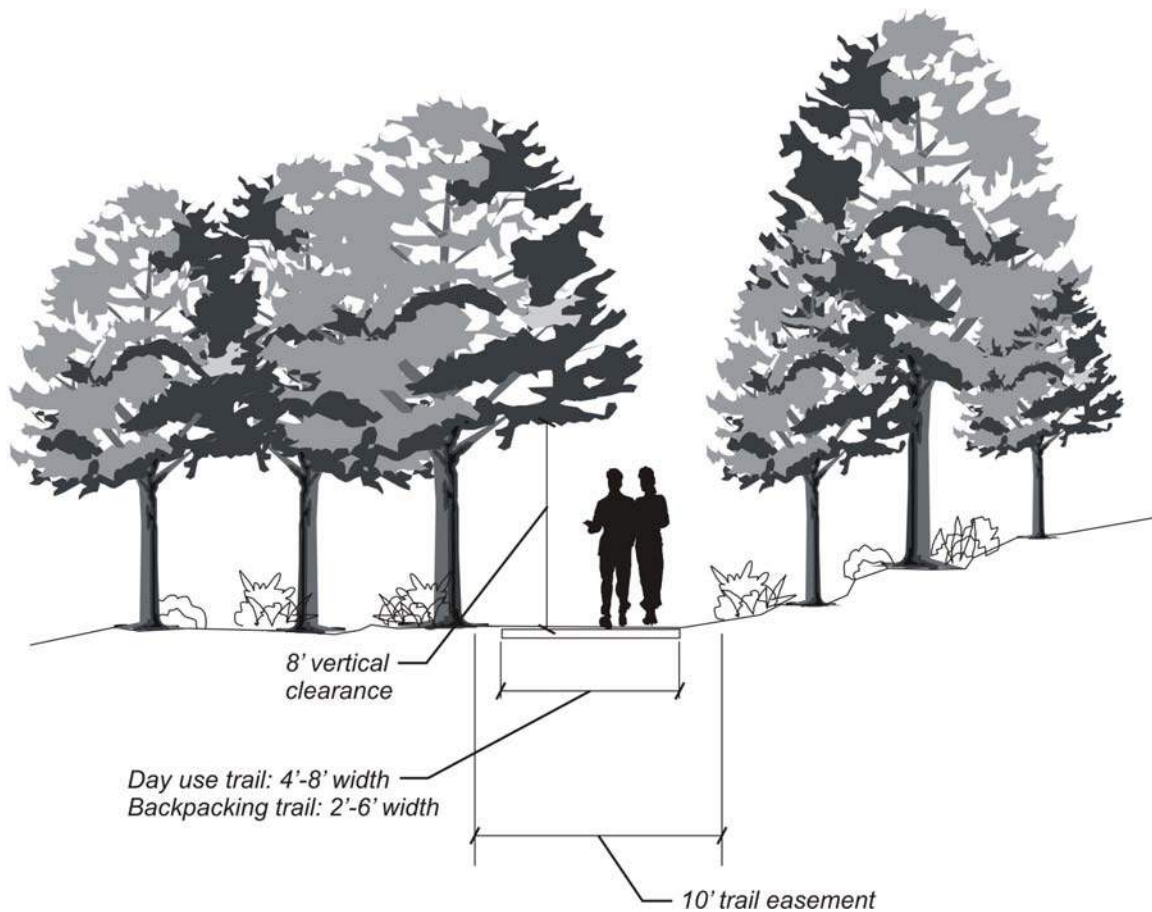 8’ vertical
clearance
Day use trail: 4’-8’ width
Backpacking trail: 2’-6’ width
10’ trail easement